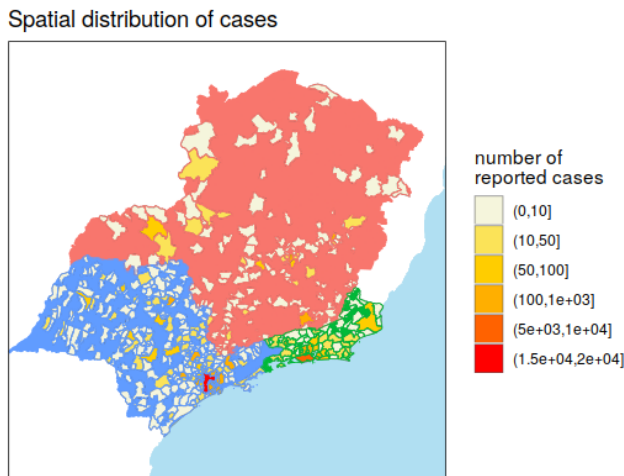 Spatial distribution of cases
number of
reported cases
(0,10]
(10,50]
(50,100]
(100,1e+03]
(5e+03,1e+04]
(1.5e+04,2e+04]